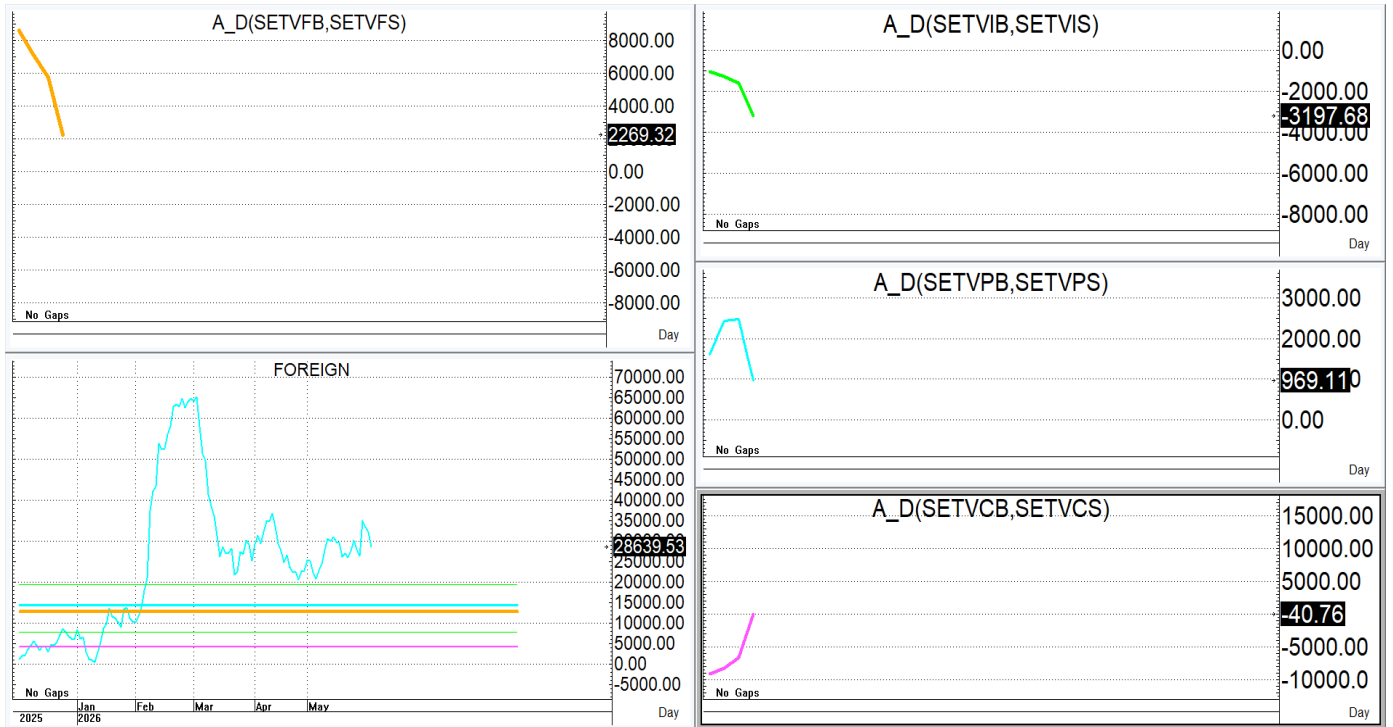 A_D(SETVFB,SETVFS)
8000.00
6000.00
4000.00
2269.32
0.00
-2000.00
-4000.00
-6000.00
-8000.00
No Gaps
Day
FOREIGN
70000.00
65000.00
60000.00
55000.00
50000.00
45000.00
40000.00
35000.00
28639.53
25000.00
20000.00
15000.00
10000.00
5000.00
0.00
-5000.00
No Gaps
Jan Feb Mar Apr May
2025 2026
Day
A_D(SETVIB,SETVIS)
0.00
-2000.00
-3197.68
-4000.00
-6000.00
-8000.00
No Gaps
Day
A_D(SETVPB,SETVPS)
3000.00
2000.00
969.11
0.00
No Gaps
Day
A_D(SETVCB,SETVCS)
15000.00
10000.00
5000.00
-40.76
-5000.00
-10000.00
No Gaps
Day